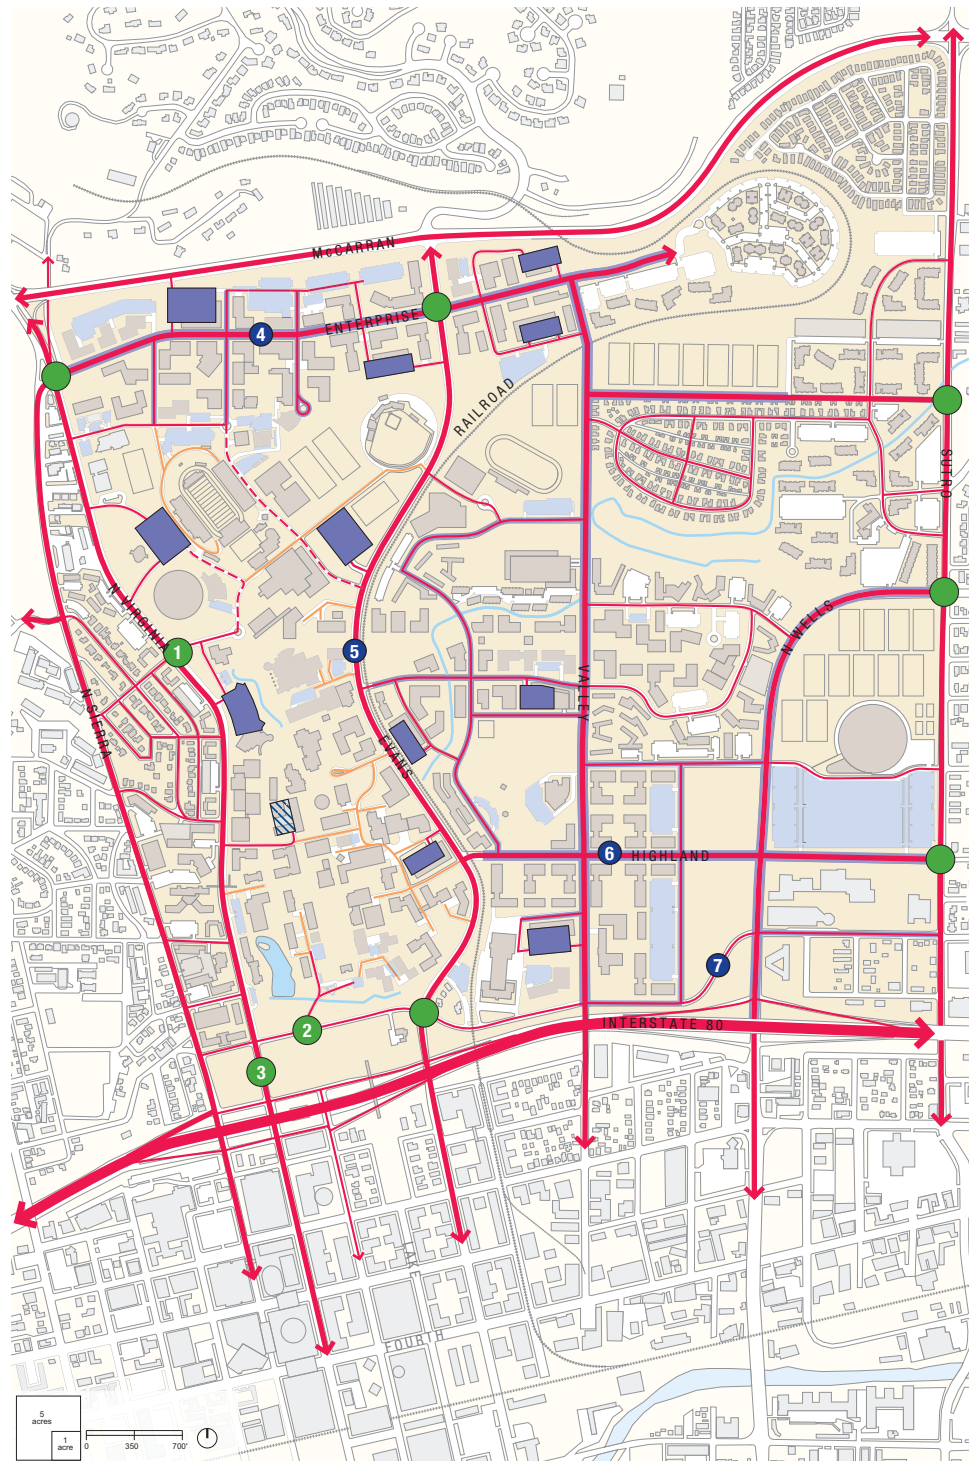 McCARRAN
4
ENTERPRISE
RAILROAD
SUTRO
N VIRGINIA
1
5
N WELLS
N SIERRA
VALLEY
EVANS
6
HIGHLAND
7
2
INTERSTATE 80
3
FOURTH
5
acres
1
acre
0 350 700'